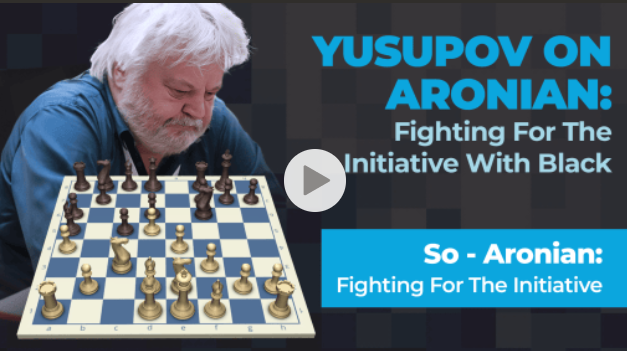 YUSUPOV ON
ARONIAN:
Fighting For The
Initiative With Black
So - Aronian:
Fighting For The Initiative
a b c d e f g h